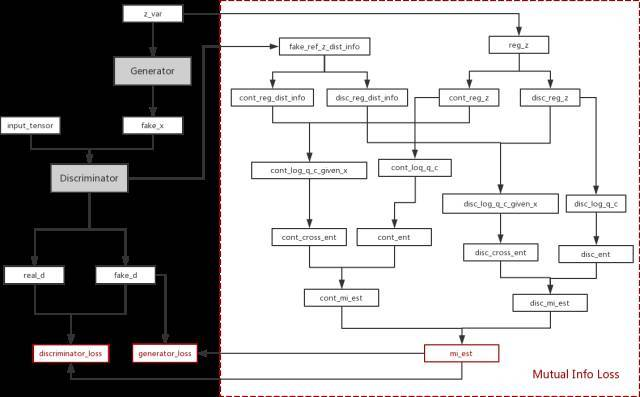 z_var
reg_z
fake_ref_z_dist_info
Generator
cont_reg_dist_info
disc_reg_dist_info
cont_reg_z
disc_reg_z
input_tensor
fake_x
cont_log_q_c_given_x
cont_loq_q_c
Discriminator
disc_log_q_c_given_x
disc_log_q_c
cont_cross_ent
cont_ent
disc_cross_ent
disc_ent
real_d
fake_d
cont_mi_est
disc_mi_est
discriminator_loss
generator_loss
mi_est
Mutual Info Loss